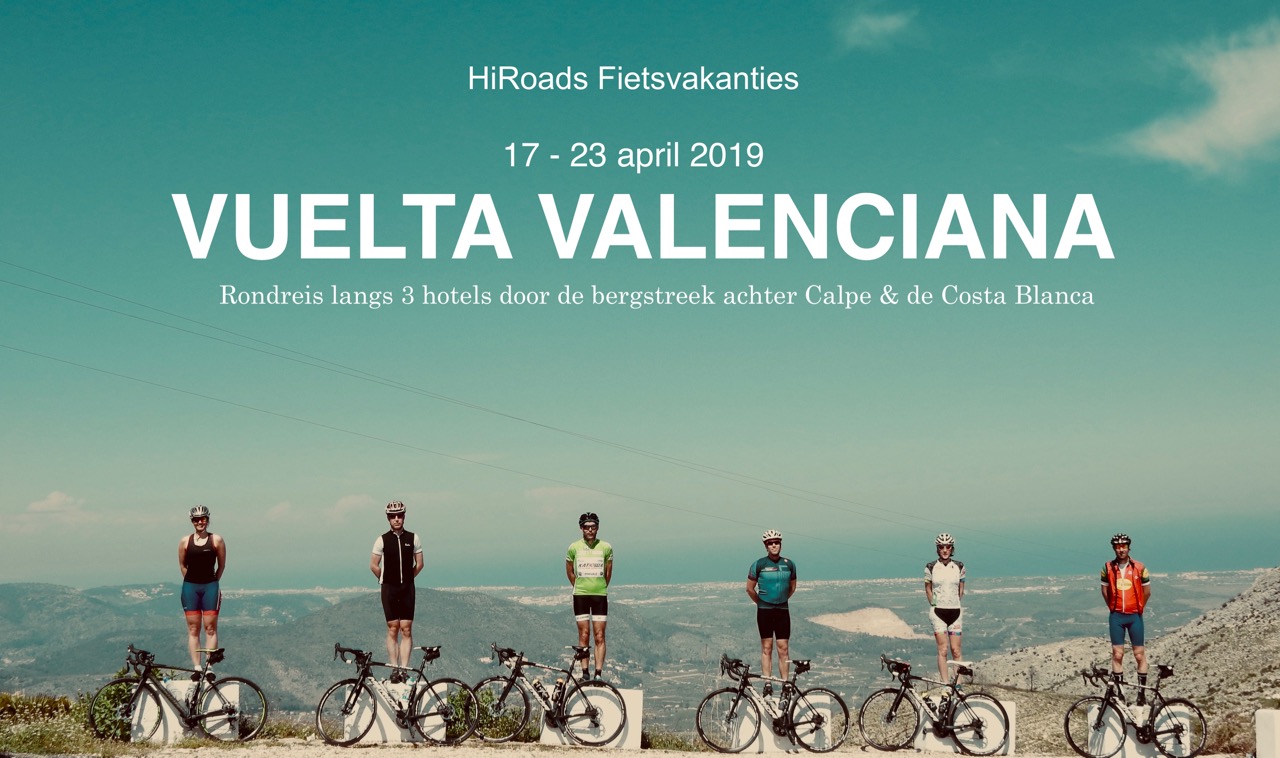 HiRoads Fietsvakanties
17 - 23 april 2019
VUELTA VALENCIANA
Rondreis langs 3 hotels door de bergstreek achter Calpe & de Costa Blanca